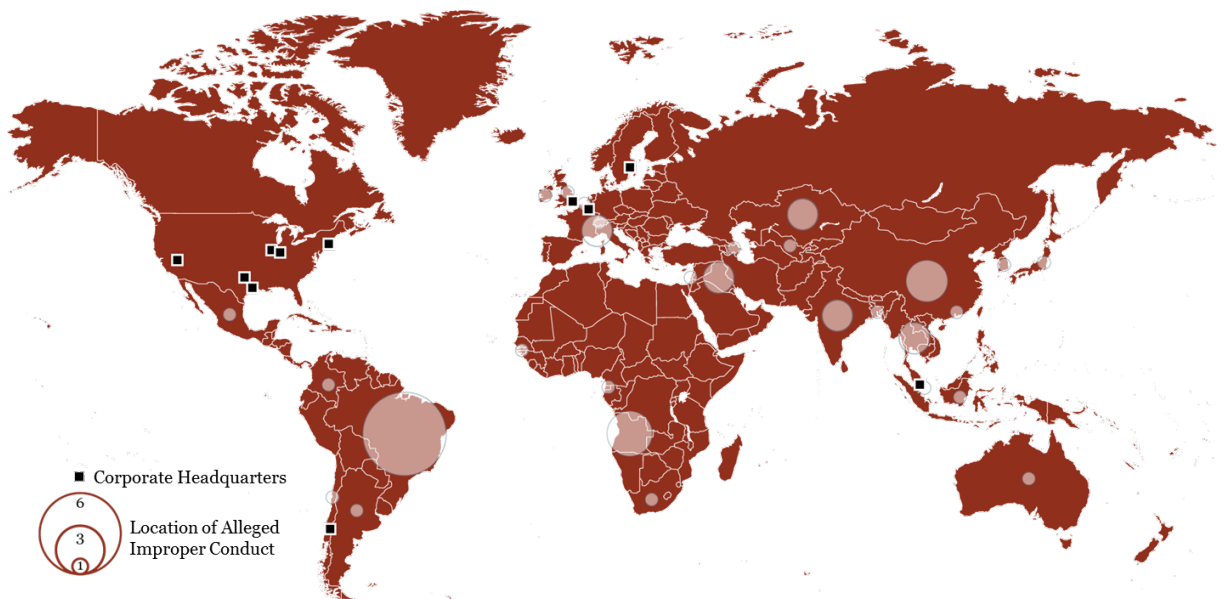 Corporate Headquarters
6
3
1
Location of Alleged
Improper Conduct